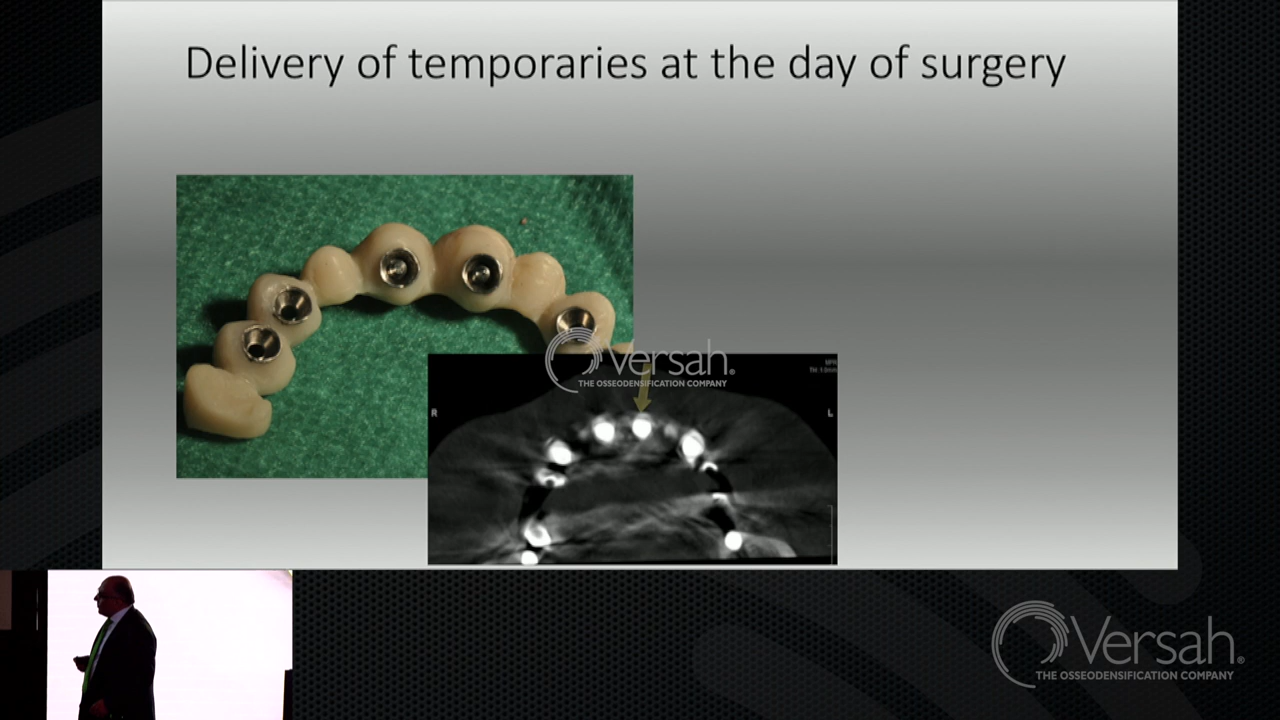 Delivery of temporaries at the day of surgery
Versah.
THE OSSEODENSIFICATION COMPANY
R
L
Versah.
THE OSSEODENSIFICATION COMPANY